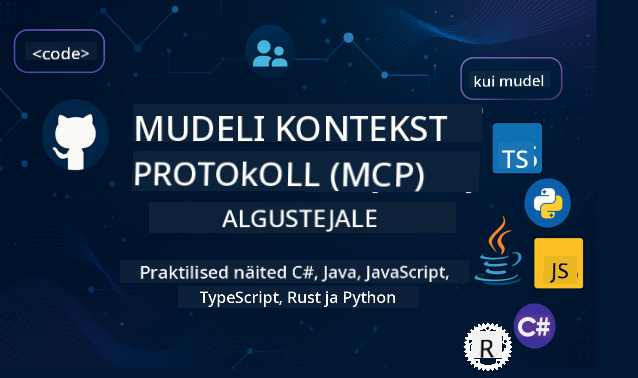 <code>
kui mudel
MUDELI KONTEKST
PROTOkOLL (MCP)
ALGUSTEJALE
Praktilised näited C#, Java, JavaScript,
TypeScript, Rust ja Python
TS
JS
C#
R